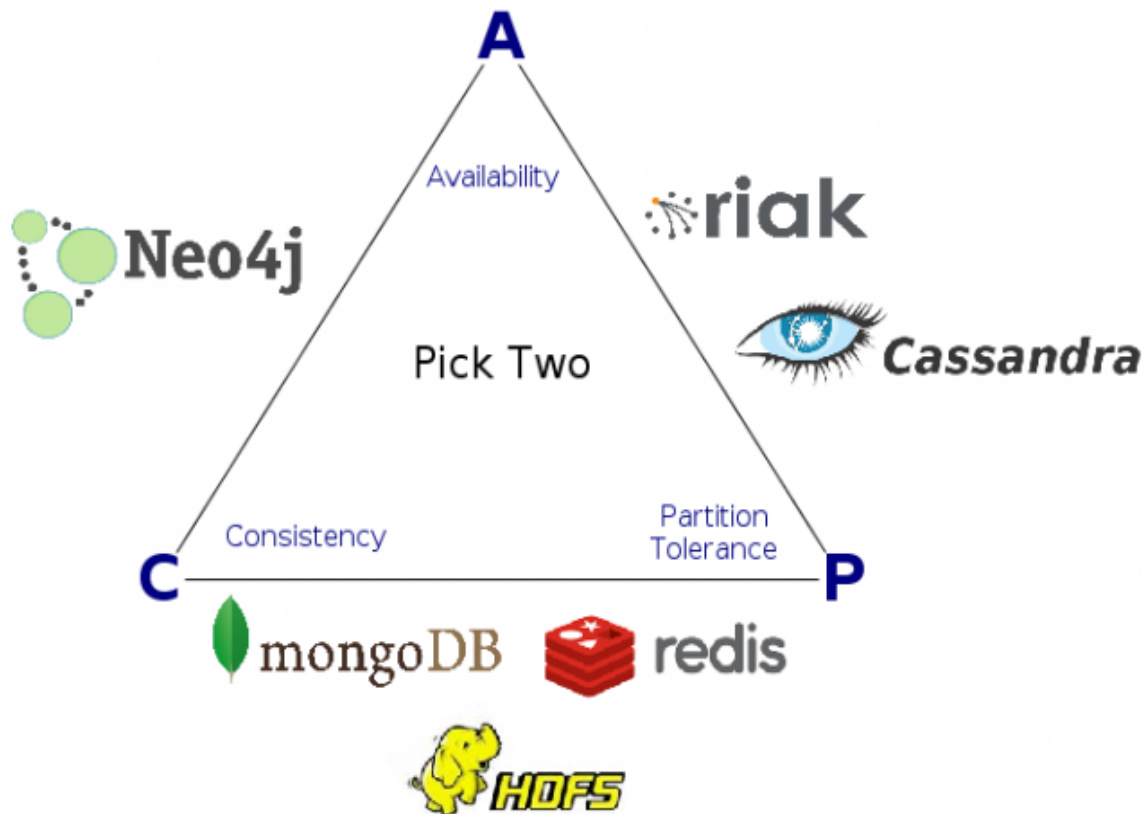 A
Availability
riak
Neo4j
Cassandra
Pick Two
Consistency
Partition
Tolerance
C
P
mongoDB
redis
HDFS